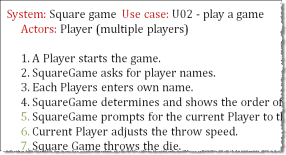 System: Square game Use case: U02 - play a game
Actors: Player (multiple players)
1. A Player starts the game.
2. SquareGame asks for player names.
3. Each Players enters own name.
4. SquareGame determines and shows the order of
5. SquareGame prompts for the current Player to
6. Current Player adjusts the throw speed.
7. Square Game throws the die.